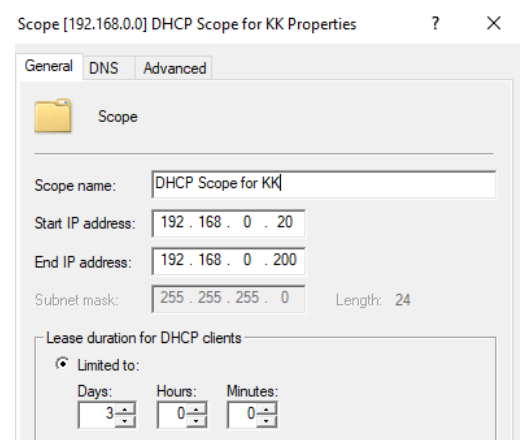 Scope [192.168.0.0] DHCP Scope for KK Properties ?
General DNS Advanced
Scope
Scope name: DHCP Scope for KK
Start IP address: 192 . 168 . 0 . 20
End IP address: 192 . 168 . 0 . 200
Subnet mask: 255 . 255 . 255 . 0 Length: 24
Lease duration for DHCP clients
Limited to:
Days: Hours: Minutes:
3 0 0